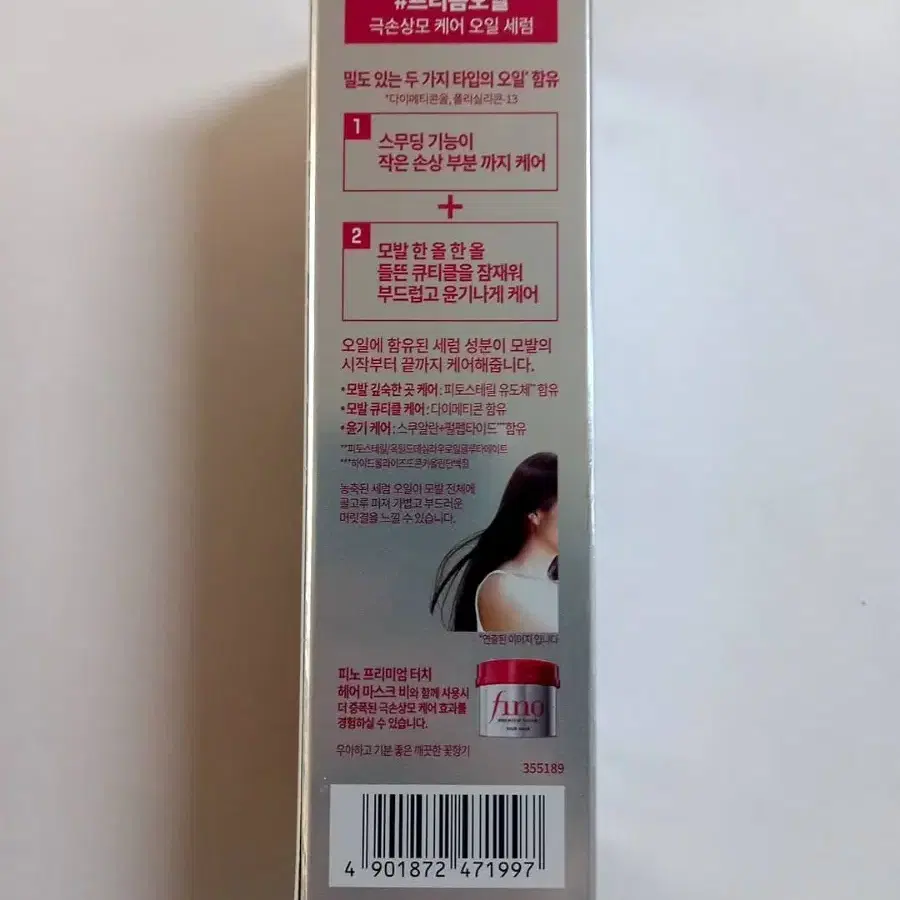 극손상모 케어 오일 세럼
밀도 있는 두 가지 타입의 오일* 함유
*다이메티콘올, 폴리실리콘-13
1
스무딩 기능이
작은 손상 부분 까지 케어
+
2
모발 한 올 한 올
들뜬 큐티클을 잠재워
부드럽고 윤기나게 케어
오일에 함유된 세럼 성분이 모발의
시작부터 끝까지 케어해줍니다.
• 모발 깊숙한 곳 케어 : 피토스테릴 유도체** 함유
• 모발 큐티클 케어 : 다이메티콘 함유
• 윤기 케어 : 스쿠알란+펄펩타이드*** 함유
농축된 세럼 오일이 모발 전체에
골고루 퍼져 가볍고 부드러운
머릿결을 느낄 수 있습니다.
*연출된 이미지 입니다
피노 프리미엄 터치
헤어 마스크 비와 함께 사용시
더 중폭된 극손상모 케어 효과를
경험하실 수 있습니다.
fino
우아하고 기분 좋은 깨끗한 꽃향기
355189
4 901872 471997